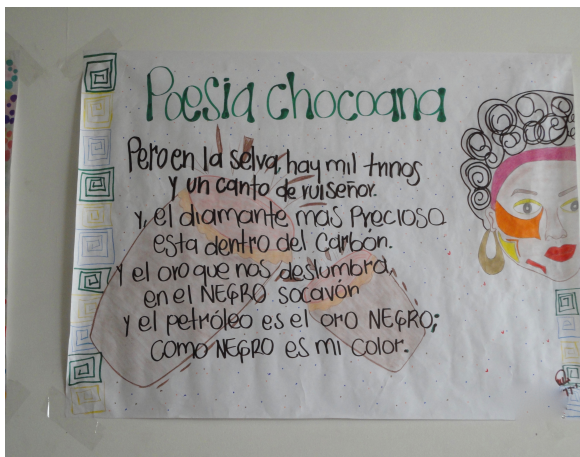 Poesia chocoana
Pero en la selva, hay mil trinos
y un canto de ruiseñor.
y, el diamante mas precioso
esta dentro del carbón.
y el oro que nos deslumbra,
en el NEGRO socavón
y el petróleo es el oro NEGRO;
como NEGRO es mi color.